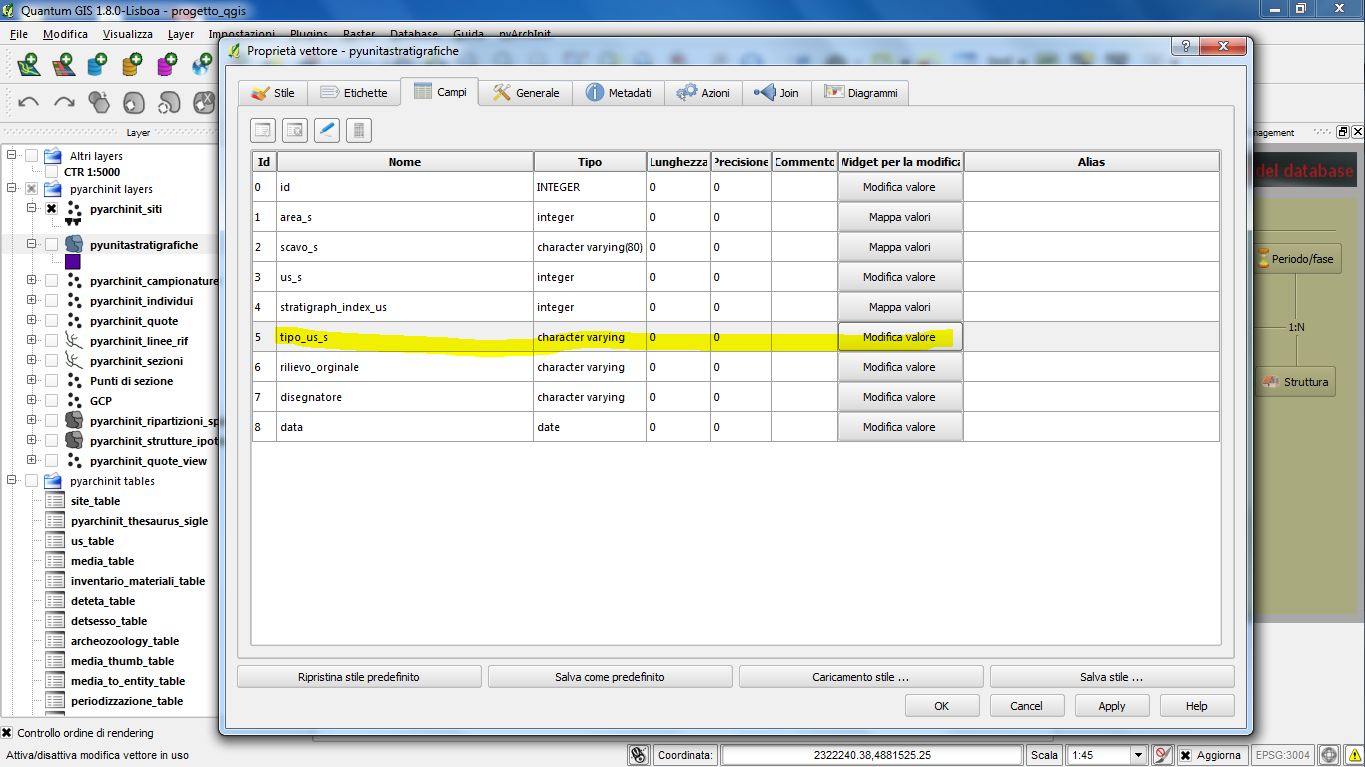 Quantum GIS 1.8.0-Lisboa - progetto_qgis
File Modifica Visualizza Layer Impostazioni Plugins Raster Database Guida pyArchInit
Proprietà vettore - pyunitastratigrafiche
Stile Etichette Campi Generale Metadati Azioni Join Diagrammi
Layer
Altri layers
CTR 1:5000
pyarchinit layers
pyarchinit_siti
pyunitastratigrafiche
pyarchinit_campionature
pyarchinit_individui
pyarchinit_quote
pyarchinit_linee_rif
pyarchinit_sezioni
Punti di sezione
GCP
pyarchinit_ripartizioni_sp
pyarchinit_strutture_ipot
pyarchinit_quote_view
pyarchinit tables
site_table
pyarchinit_thesaurus_sigle
us_table
media_table
inventario_materiali_table
deteta_table
detsesso_table
archeozoology_table
media_thumb_table
media_to_entity_table
periodizzazione_table
Id Nome Tipo Lunghezza Precisione Commento Widget per la modifica Alias
0 id INTEGER 0 0 Modifica valore
1 area_s integer 0 0 Mappa valori
2 scavo_s character varying(80) 0 0 Mappa valori
3 us_s integer 0 0 Modifica valore
4 stratigraph_index_us integer 0 0 Mappa valori
5 tipo_us_s character varying 0 0 Modifica valore
6 rilievo_orginale character varying 0 0 Modifica valore
7 disegnatore character varying 0 0 Modifica valore
8 data date 0 0 Modifica valore
Ripristina stile predefinito Salva come predefinito Caricamento stile ... Salva stile ...
OK Cancel Apply Help
nagement
del database
Periodo/fase
1:N
Struttura
Controllo ordine di rendering
Attiva/disattiva modifica vettore in uso Coordinata: 2322240.38,4881525.25 Scala 1:45 Aggiorna EPSG:3004